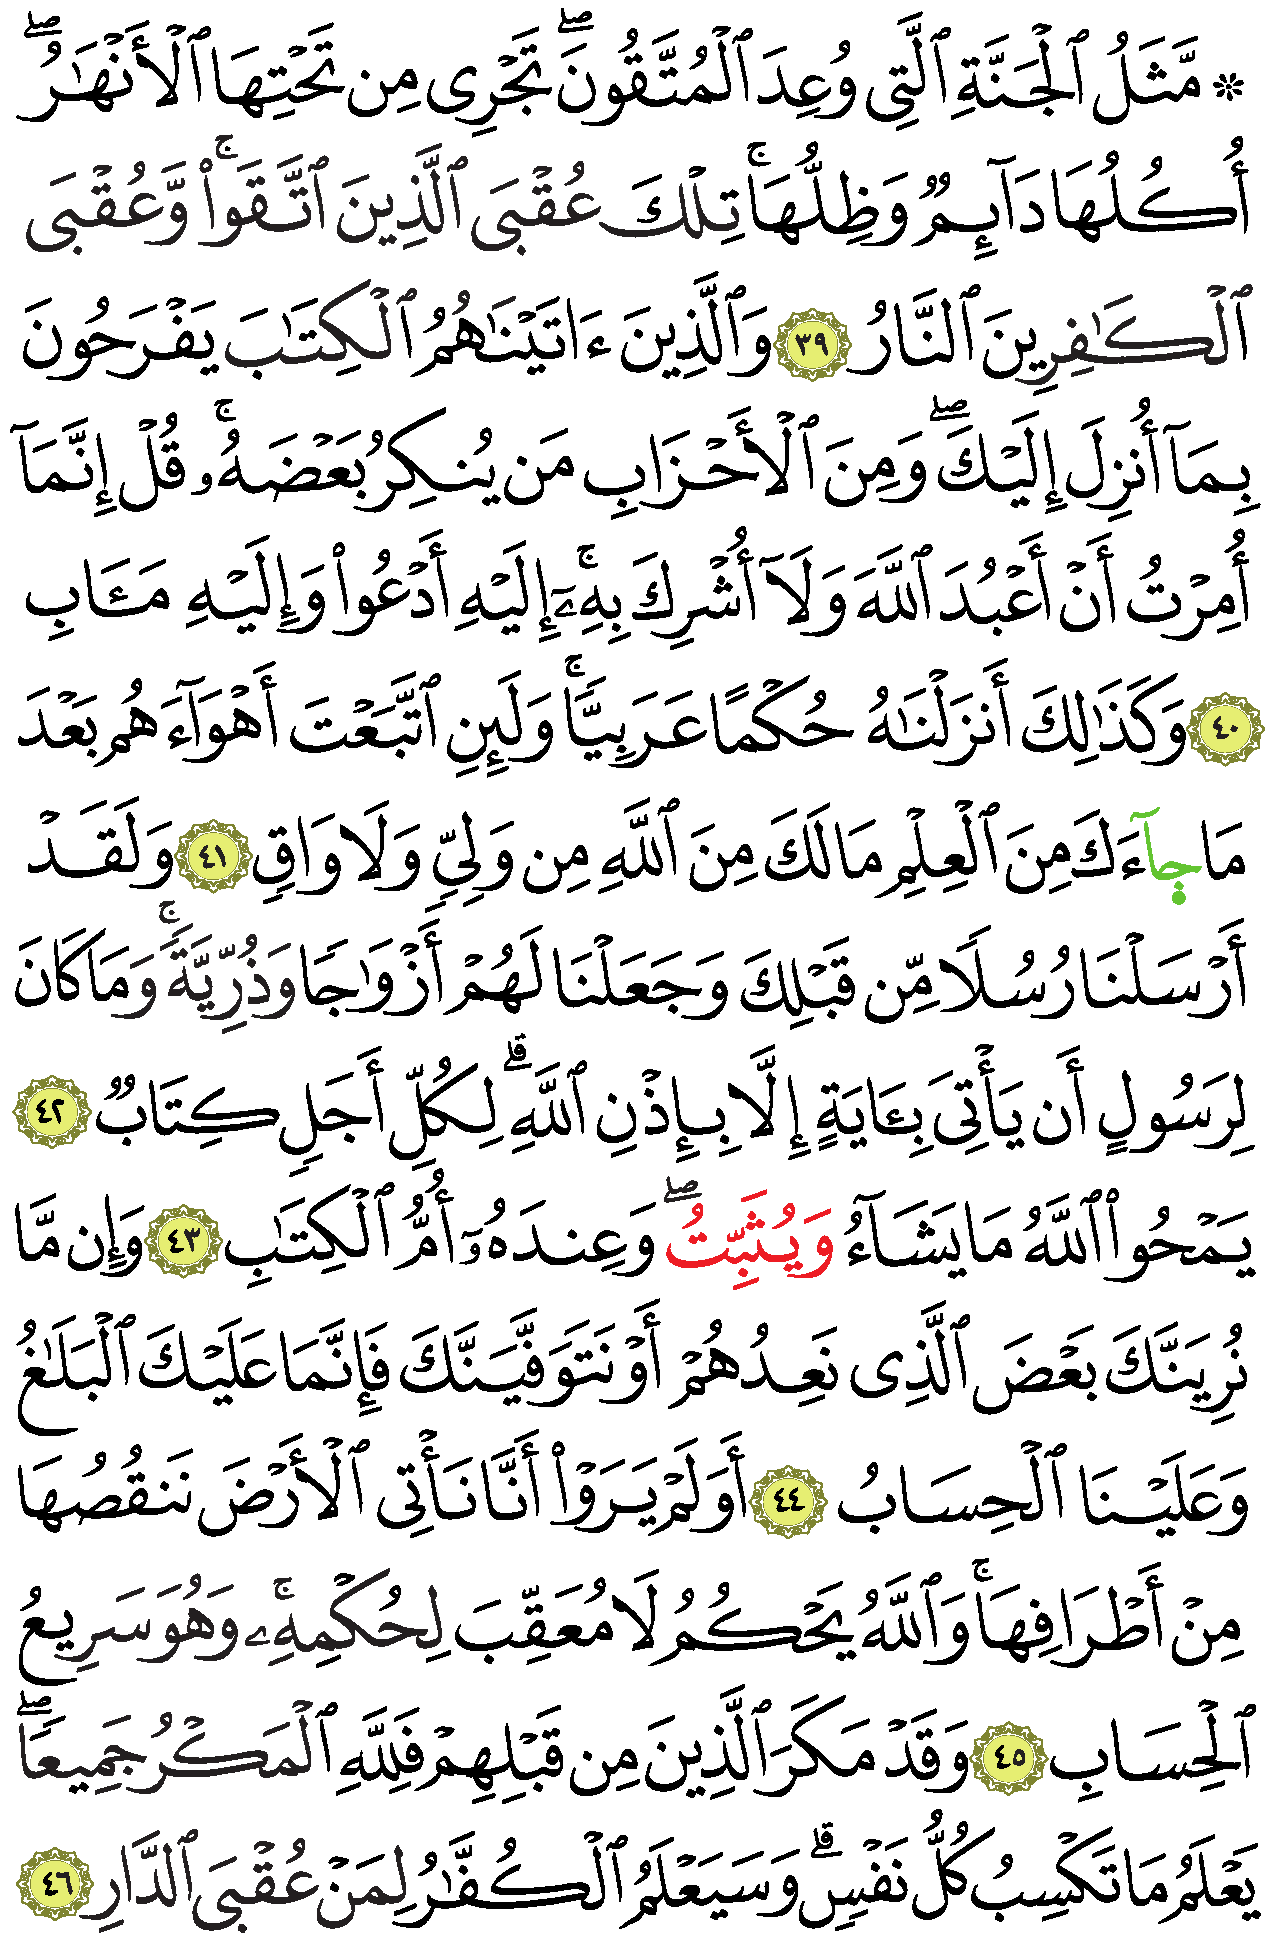 ۞ مَّثَلُ ٱلْجَنَّةِ ٱلَّتِى وُعِدَ ٱلْمُتَّقُونَۖ تَجْرِى مِن تَحْتِهَا ٱلْأَنْهَٰرُۖ
أُكُلُهَا دَآئِمٌ وَظِلُّهَاۚ تِلْكَ عُقْبَى ٱلَّذِينَ ٱتَّقَوا۟ۚ وَّعُقْبَى
ٱلْكَٰفِرِينَ ٱلنَّارُ ٣٩ وَٱلَّذِينَ ءَاتَيْنَٰهُمُ ٱلْكِتَٰبَ يَفْرَحُونَ
بِمَآ أُنزِلَ إِلَيْكَۖ وَمِنَ ٱلْأَحْزَابِ مَن يُنكِرُ بَعْضَهُۥۚ قُلْ إِنَّمَآ
أُمِرْتُ أَنْ أَعْبُدَ ٱللَّهَ وَلَآ أُشْرِكَ بِهِۦٓۚ إِلَيْهِ أَدْعُوا۟ وَإِلَيْهِ مَـَٔابِ
٤٠ وَكَذَٰلِكَ أَنزَلْنَٰهُ حُكْمًا عَرَبِيًّاۚ وَلَئِنِ ٱتَّبَعْتَ أَهْوَآءَهُم بَعْدَ
مَا جَآءَكَ مِنَ ٱلْعِلْمِ مَا لَكَ مِنَ ٱللَّهِ مِن وَلِىٍّ وَلَا وَاقٍ ٤١ وَلَقَدْ
أَرْسَلْنَا رُسُلًا مِّن قَبْلِكَ وَجَعَلْنَا لَهُمْ أَزْوَٰجًا وَذُرِّيَّةًۚ وَمَا كَانَ
لِرَسُولٍ أَن يَأْتِىَ بِـَٔايَةٍ إِلَّا بِإِذْنِ ٱللَّهِۗ لِكُلِّ أَجَلٍ كِتَابٌ ٤٢
يَمْحُوا۟ ٱللَّهُ مَا يَشَآءُ وَيُثَبِّتُۖ وَعِندَهُۥٓ أُمُّ ٱلْكِتَٰبِ ٤٣ وَإِن مَّا
نُرِيَنَّكَ بَعْضَ ٱلَّذِى نَعِدُهُمْ أَوْ نَتَوَفَّيَنَّكَ فَإِنَّمَا عَلَيْكَ ٱلْبَلَٰغُ
وَعَلَيْنَا ٱلْحِسَابُ ٤٤ أَوَلَمْ يَرَوْا۟ أَنَّا نَأْتِى ٱلْأَرْضَ نَنقُصُهَا
مِنْ أَطْرَافِهَاۚ وَٱللَّهُ يَحْكُمُ لَا مُعَقِّبَ لِحُكْمِهِۦۚ وَهُوَ سَرِيعُ
ٱلْحِسَابِ ٤٥ وَقَدْ مَكَرَ ٱلَّذِينَ مِن قَبْلِهِمْ فَلِلَّهِ ٱلْمَكْرُ جَمِيعًاۖ
يَعْلَمُ مَا تَكْسِبُ كُلُّ نَفْسٍۗ وَسَيَعْلَمُ ٱلْكُفَّٰرُ لِمَنْ عُقْبَى ٱلدَّارِ ٤٦